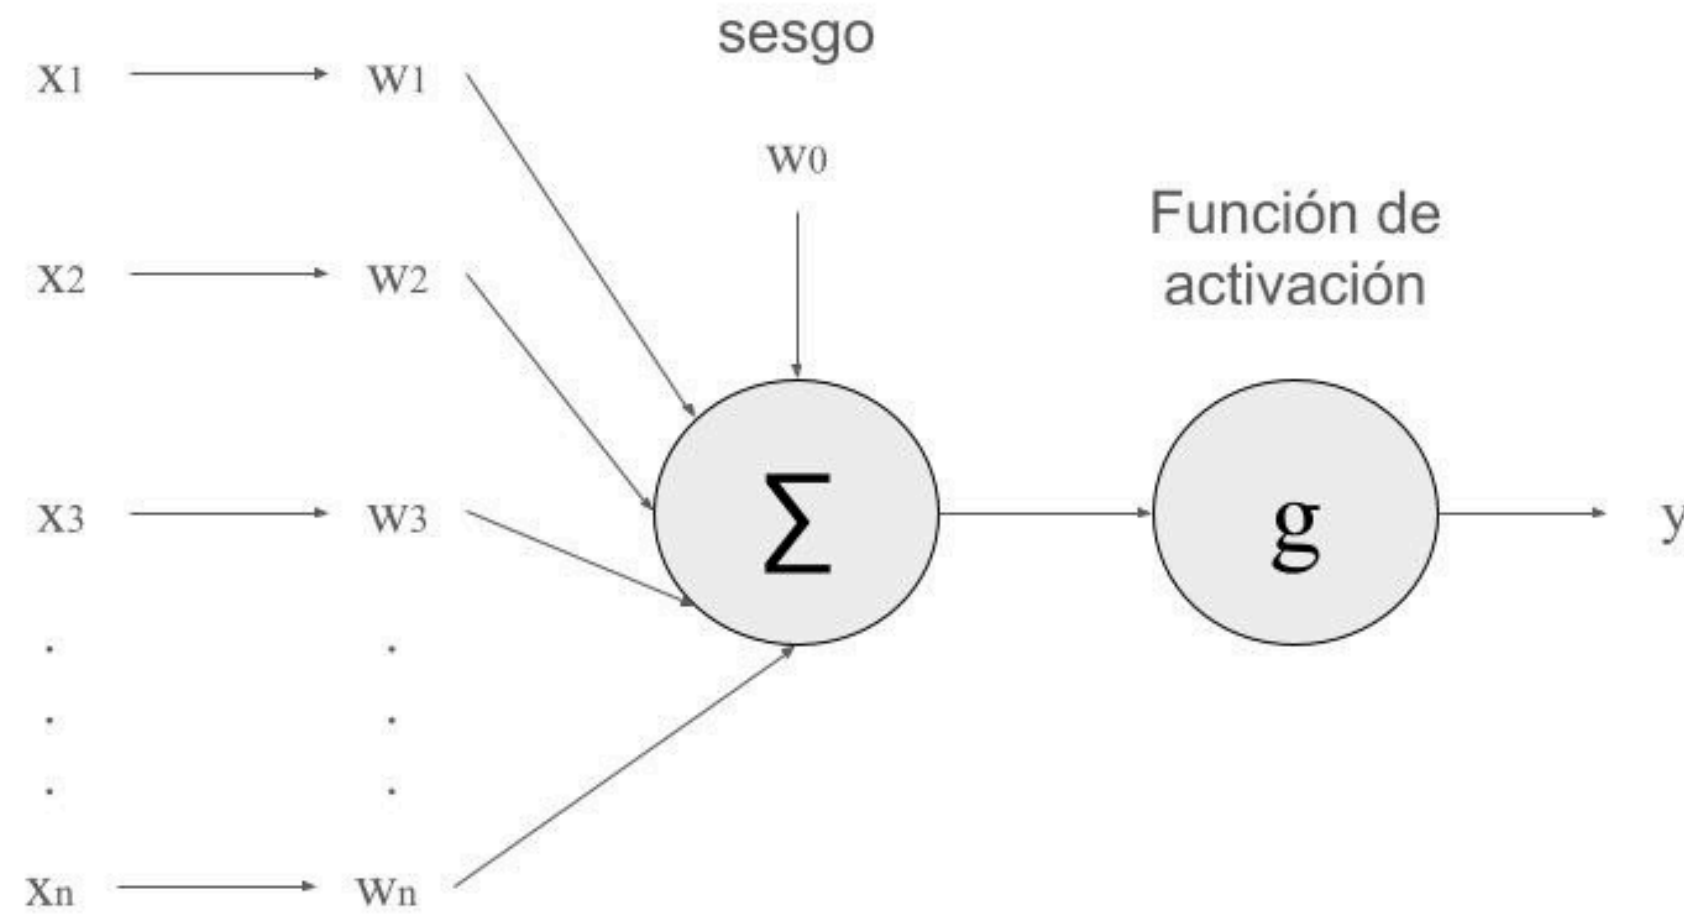 sesgo
x1 w1
w0
x2 w2
Función de
activación
x3 w3
Σ g y
. .
. .
. .
xn wn